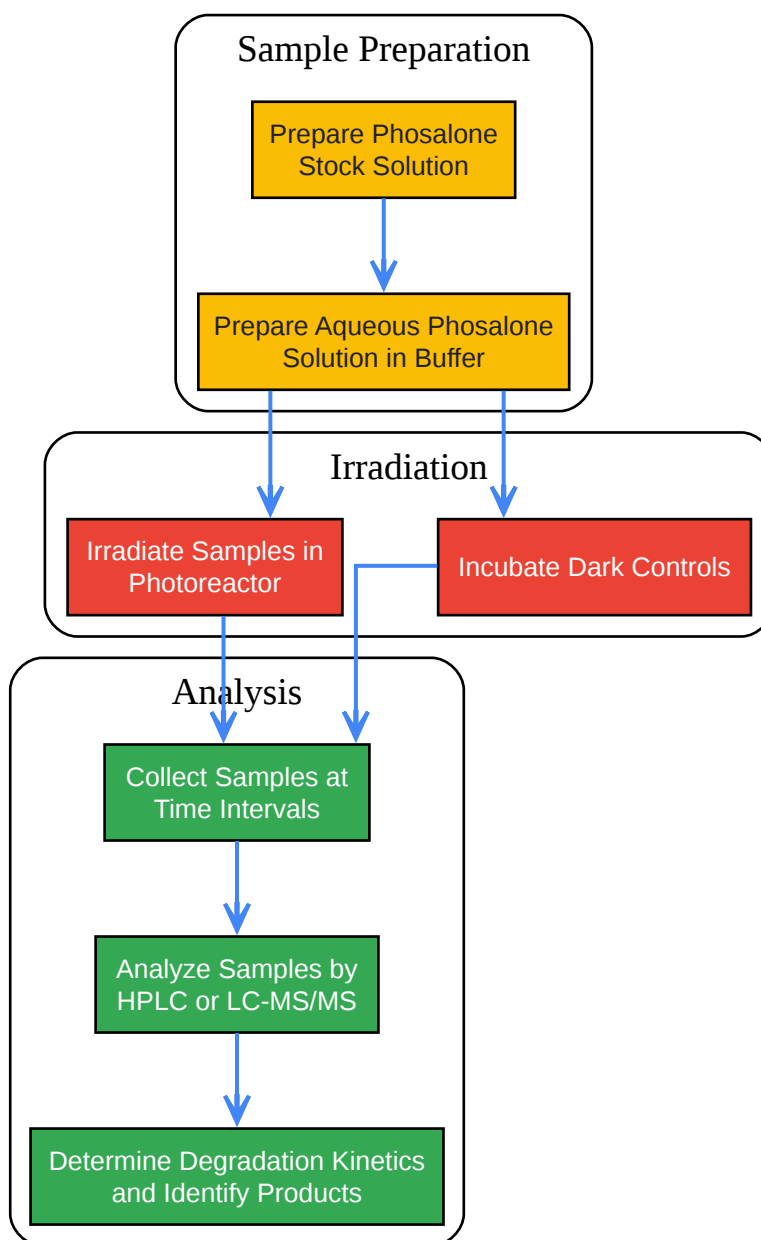 Sample Preparation
Prepare Phosalone
Stock Solution
Prepare Aqueous Phosalone
Solution in Buffer
Irradiation
Irradiate Samples in
Photoreactor
Incubate Dark Controls
Analysis
Collect Samples at
Time Intervals
Analyze Samples by
HPLC or LC-MS/MS
Determine Degradation Kinetics
and Identify Products